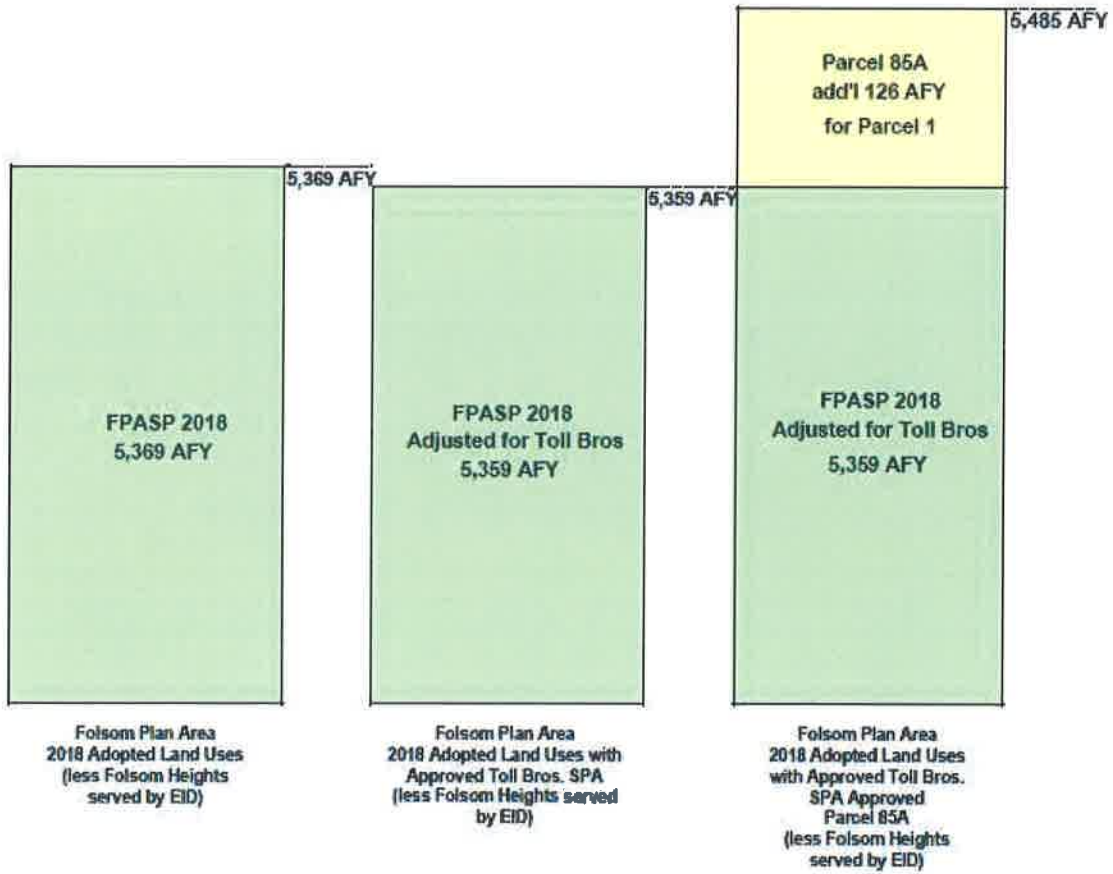 5,485 AFY
Parcel 85A
add'l 126 AFY
for Parcel 1
5,369 AFY
5,359 AFY
FPASP 2018
5,369 AFY
FPASP 2018
Adjusted for Toll Bros
5,359 AFY
FPASP 2018
Adjusted for Toll Bros
5,359 AFY
Folsom Plan Area
2018 Adopted Land Uses
(less Folsom Heights
served by EID)
Folsom Plan Area
2018 Adopted Land Uses with
Approved Toll Bros. SPA
(less Folsom Heights served
by EID)
Folsom Plan Area
2018 Adopted Land Uses
with Approved Toll Bros.
SPA Approved
Parcel 85A
(less Folsom Heights
served by EID)